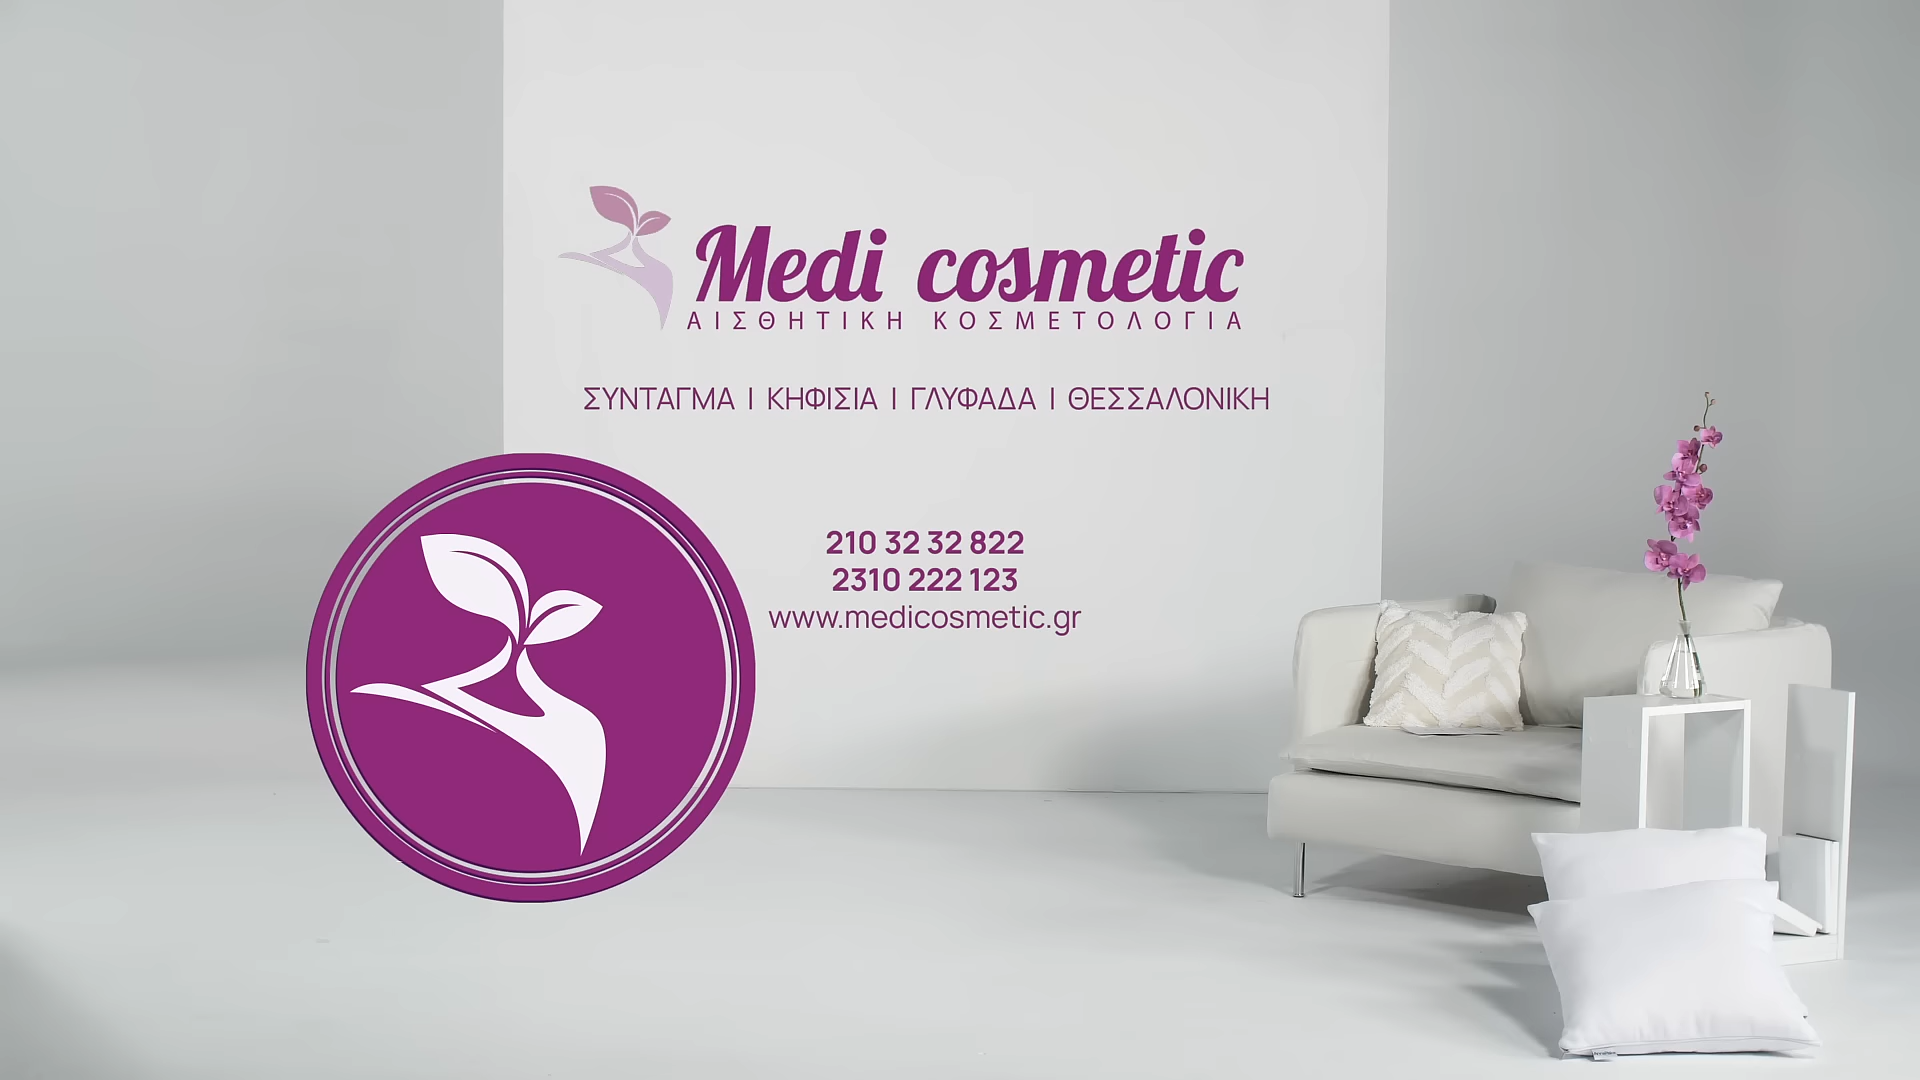 Medi cosmetic
ΑΙΣΘΗΤΙΚΗ ΚΟΣΜΕΤΟΛΟΓΙΑ
ΣΥΝΤΑΓΜΑ | ΚΗΦΙΣΙΑ | ΓΛΥΦΑΔΑ | ΘΕΣΣΑΛΟΝΙΚΗ
210 32 32 822
2310 222 123
www.medicosmetic.gr